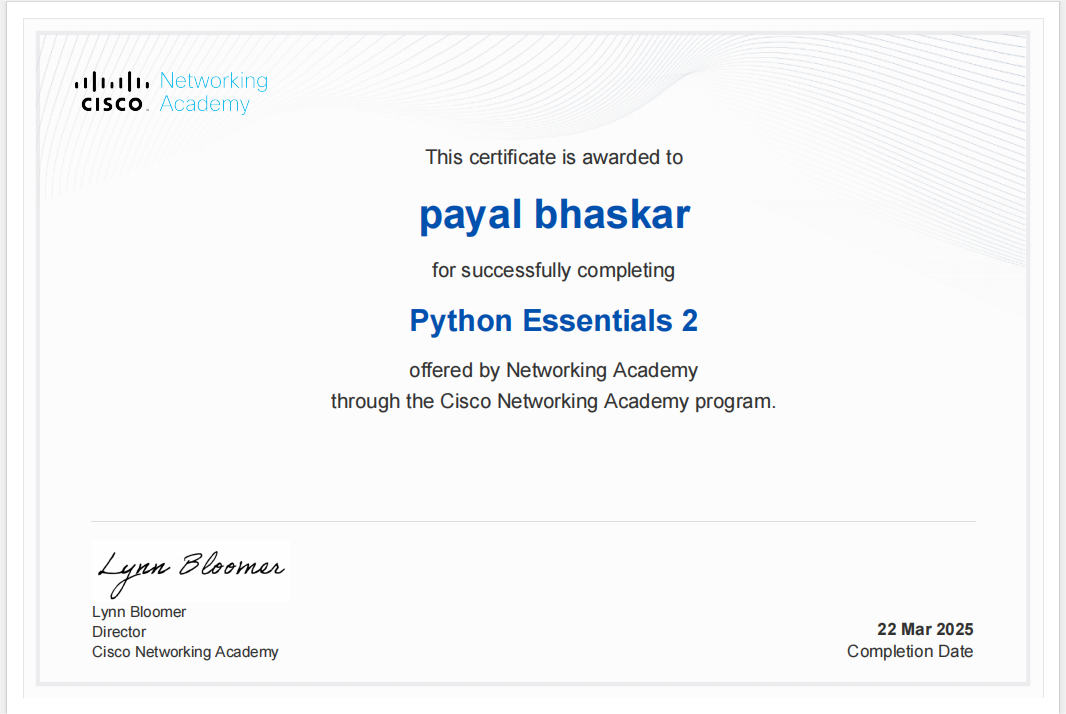 Networking
CISCO Academy
This certificate is awarded to
payal bhaskar
for successfully completing
Python Essentials 2
offered by Networking Academy
through the Cisco Networking Academy program.
Lynn Bloomer
Lynn Bloomer
Director
Cisco Networking Academy
22 Mar 2025
Completion Date